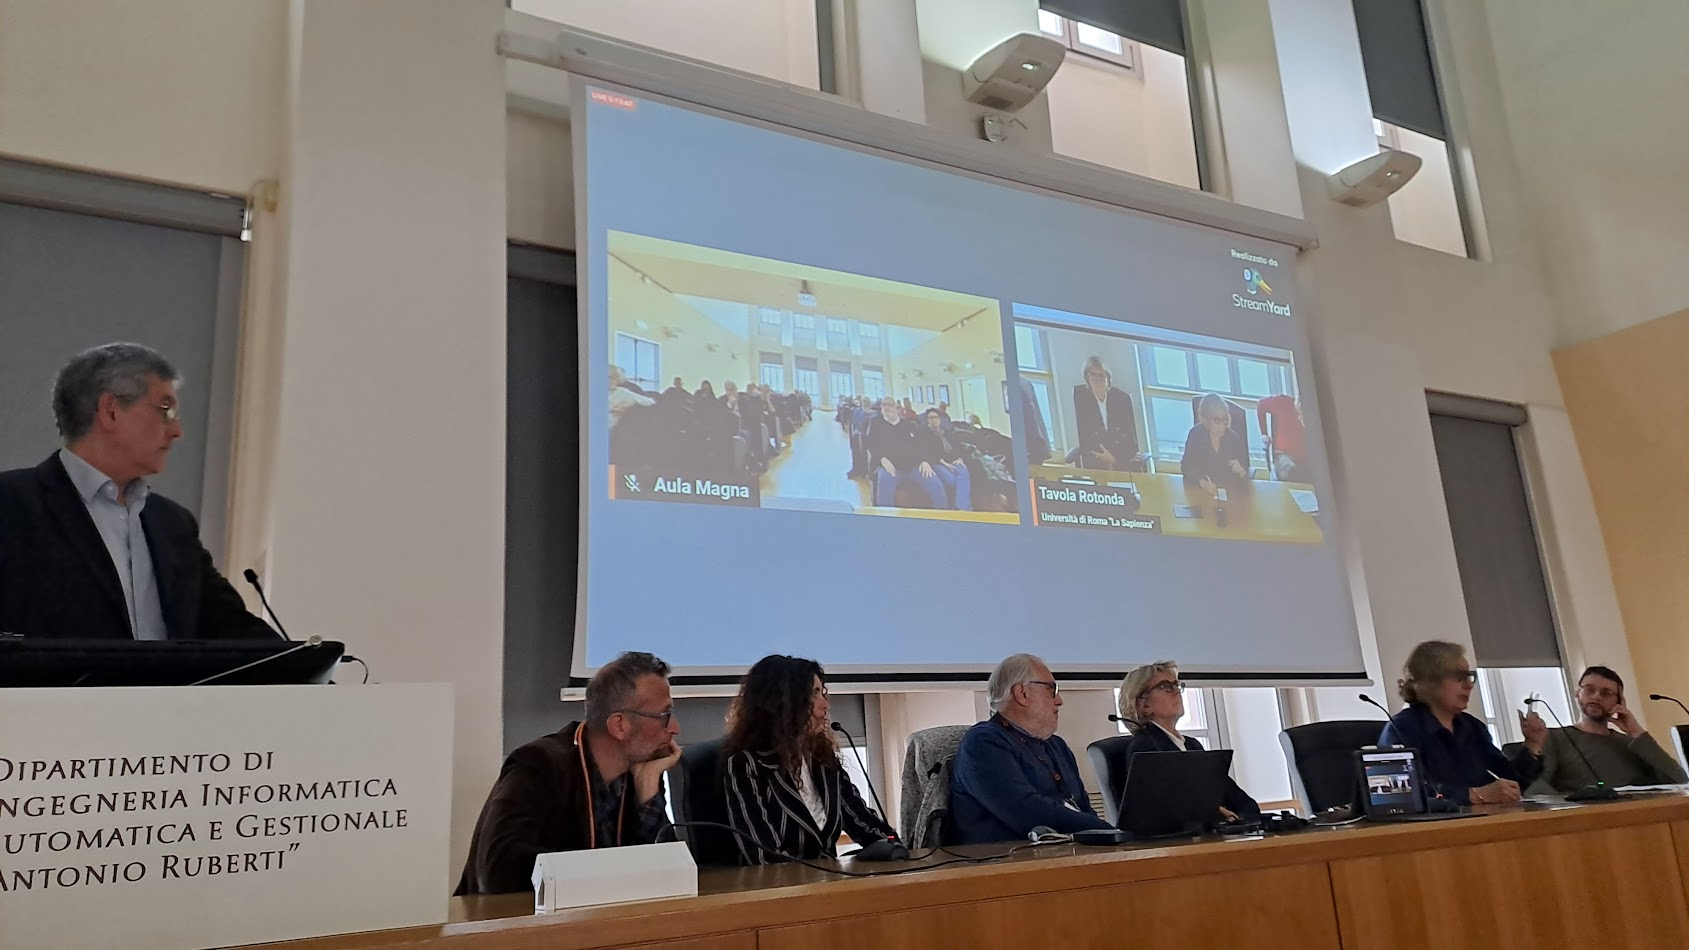 Realizzato da
StreamYard
Aula Magna
Tavola Rotonda
Università di Roma "La Sapienza"
DIPARTIMENTO DI
INGEGNERIA INFORMATICA
AUTOMATICA E GESTIONALE
ANTONIO RUBERTI”